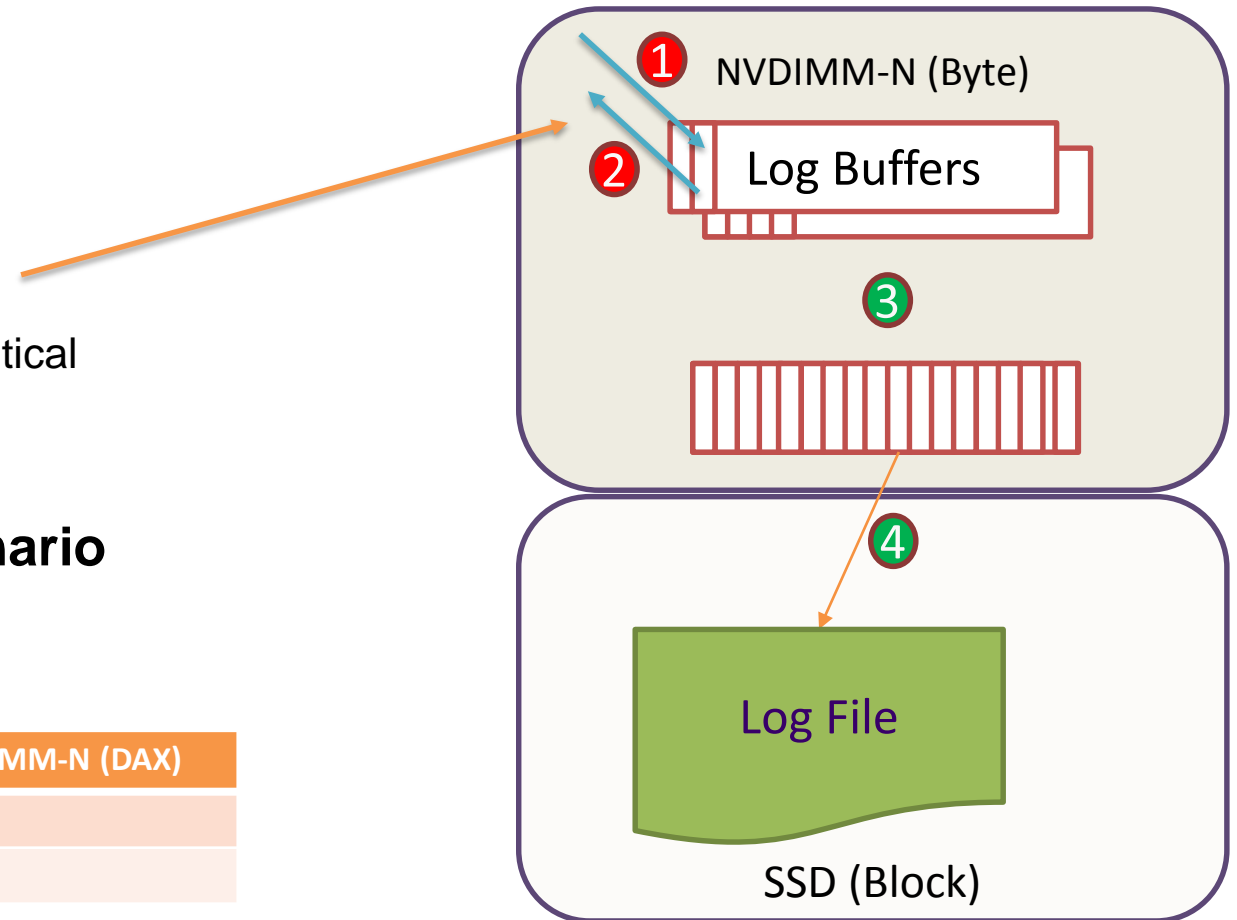 1
NVDIMM-N (Byte)
2
Log Buffers
3
tical
nario
4
Log File
MM-N (DAX)
SSD (Block)